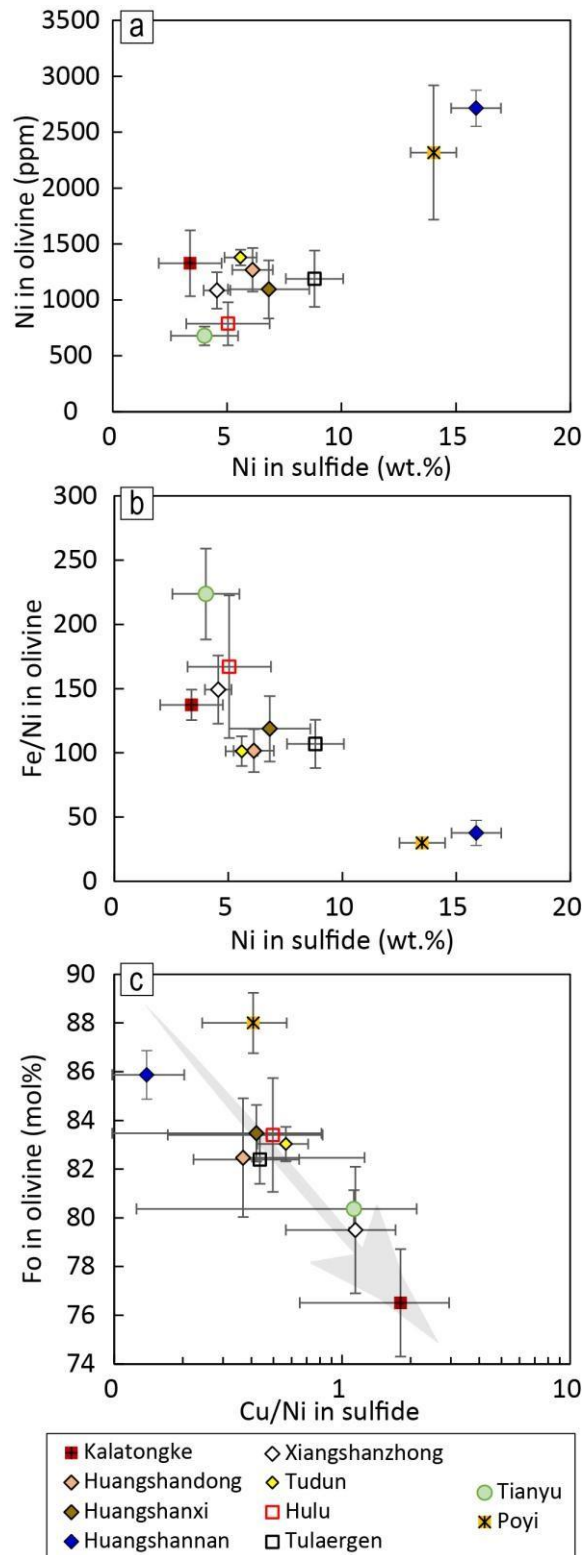 a
3500
3000
2500
2000
1500
1000
500
0
Ni in olivine (ppm)
0 5 10 15 20
Ni in sulfide (wt.%)
b
300
250
200
150
100
50
0
Fe/Ni in olivine
0 5 10 15 20
Ni in sulfide (wt.%)
c
90
88
86
84
82
80
78
76
74
Fo in olivine (mol%)
0 1 10
Cu/Ni in sulfide
Kalatongke
Huangshandong
Huangshanxi
Huangshannan
Xiangshanzhong
Tudun
Hulu
Tulaergen
Tianyu
Poyi